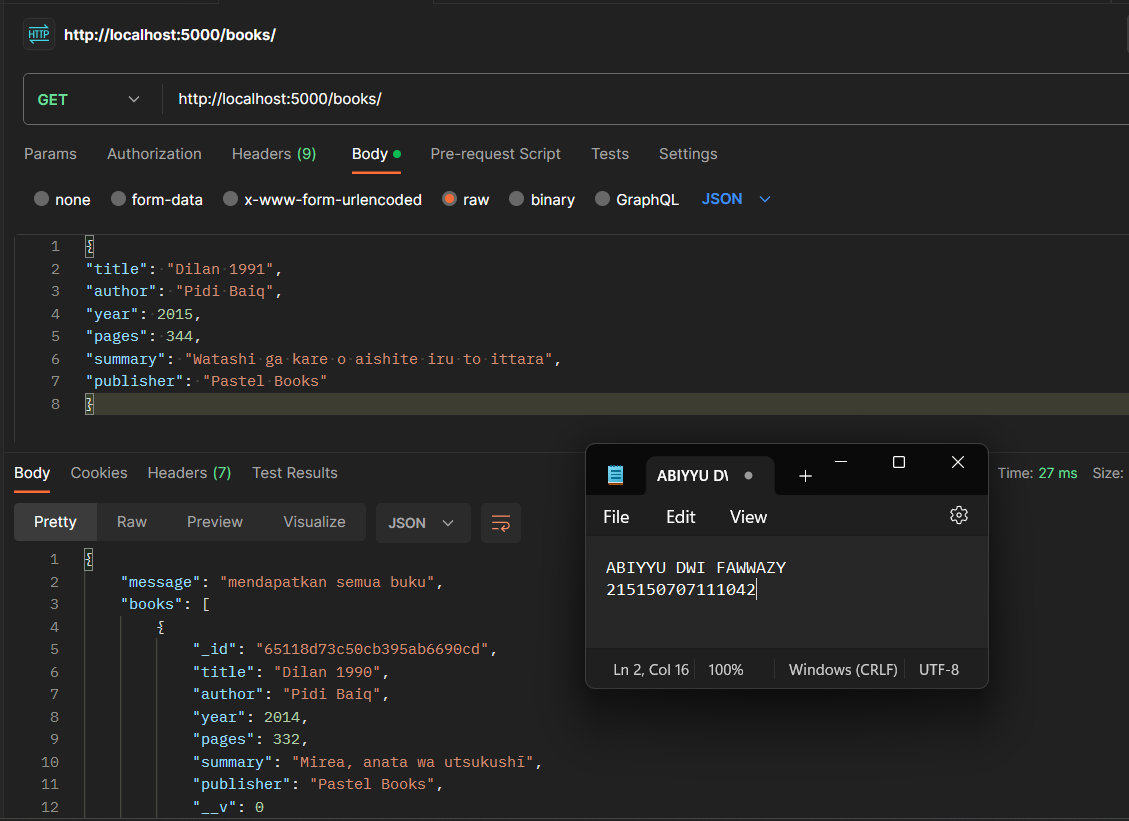 HTTP http://localhost:5000/books/
GET http://localhost:5000/books/
Params Authorization Headers (9) Body Pre-request Script Tests Settings
none form-data x-www-form-urlencoded raw binary GraphQL JSON
1 {
2 "title": "Dilan 1991",
3 "author": "Pidi Baiq",
4 "year": 2015,
5 "pages": 344,
6 "summary": "Watashi ga kare o aishite iru to ittara",
7 "publisher": "Pastel Books"
8 }
Body Cookies Headers (7) Test Results Time: 27 ms Size:
Pretty Raw Preview Visualize JSON
1 {
2 "message": "mendapatkan semua buku",
3 "books": [
4 {
5 "_id": "65118d73c50cb395ab6690cd",
6 "title": "Dilan 1990",
7 "author": "Pidi Baiq",
8 "year": 2014,
9 "pages": 332,
10 "summary": "Mirea, anata wa utsukushī",
11 "publisher": "Pastel Books",
12 "__v": 0
ABIYYU DW
File Edit View
ABIYYU DWI FAWWAZY
215150707111042
Ln 2, Col 16 100% Windows (CRLF) UTF-8